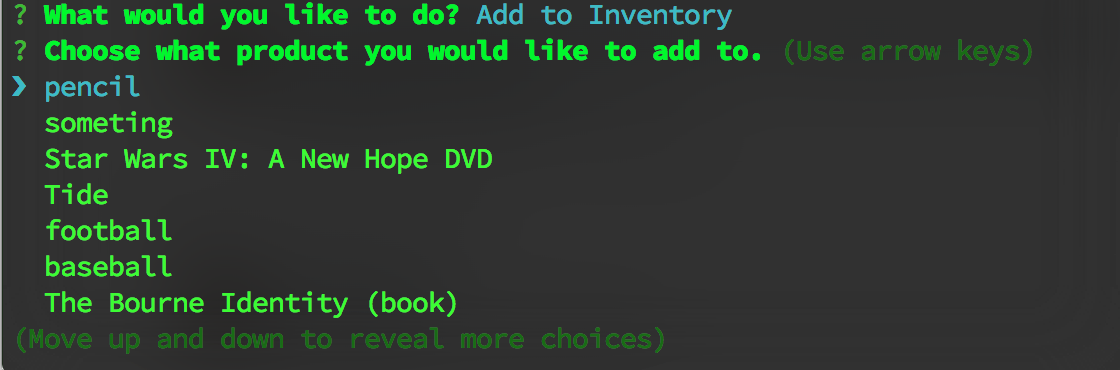 ? What would you like to do? Add to Inventory
? Choose what product you would like to add to. (Use arrow keys)
❯ pencil
someting
Star Wars IV: A New Hope DVD
Tide
football
baseball
The Bourne Identity (book)
(Move up and down to reveal more choices)